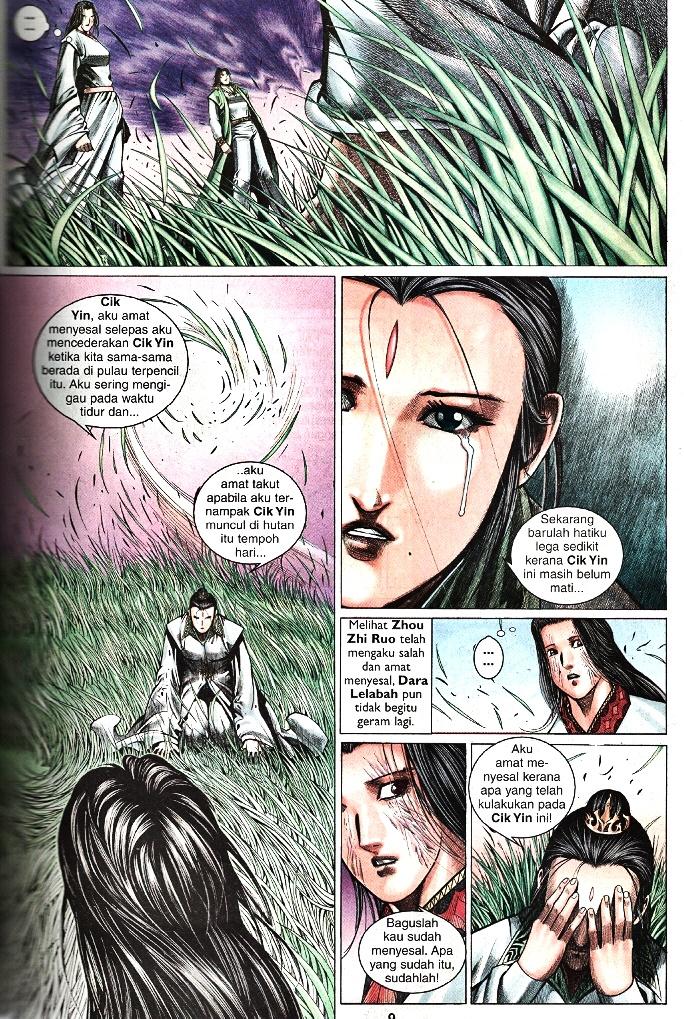 Cik
Yin, aku amat
menyesal selepas aku
mencederakan Cik Yin
ketika kita sama-sama
berada di pulau terpencil
itu. Aku sering mengi-
gau pada waktu
tidur dan...
..aku
amat takut
apabila aku ter-
nampak Cik Yin
muncul di hutan
itu tempoh
hari...
Sekarang
barulah hatiku
lega sedikit
kerana Cik Yin
ini masih belum
mati...
Melihat Zhou
Zhi Ruo telah
mengaku salah
dan amat
menyesal, Dara
Lelabah pun
tidak begitu
geram lagi.
...
...
Baguslah
kau sudah
menyesal. Apa
yang sudah itu,
sudahlah!
Aku
amat me-
nyesal kerana
apa yang telah
kulakukan pada
Cik Yin ini!
9